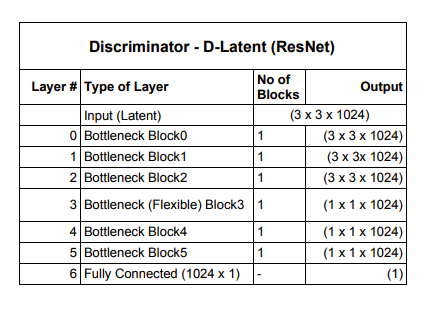 Discriminator - D-Latent (ResNet)
Layer # Type of Layer No of Blocks Output
Input (Latent) (3 x 3 x 1024)
0 Bottleneck Block0 1 (3 x 3 x 1024)
1 Bottleneck Block1 1 (3 x 3x 1024)
2 Bottleneck Block2 1 (3 x 3 x 1024)
3 Bottleneck (Flexible) Block3 1 (1 x 1 x 1024)
4 Bottleneck Block4 1 (1 x 1 x 1024)
5 Bottleneck Block5 1 (1 x 1 x 1024)
6 Fully Connected (1024 x 1) - (1)